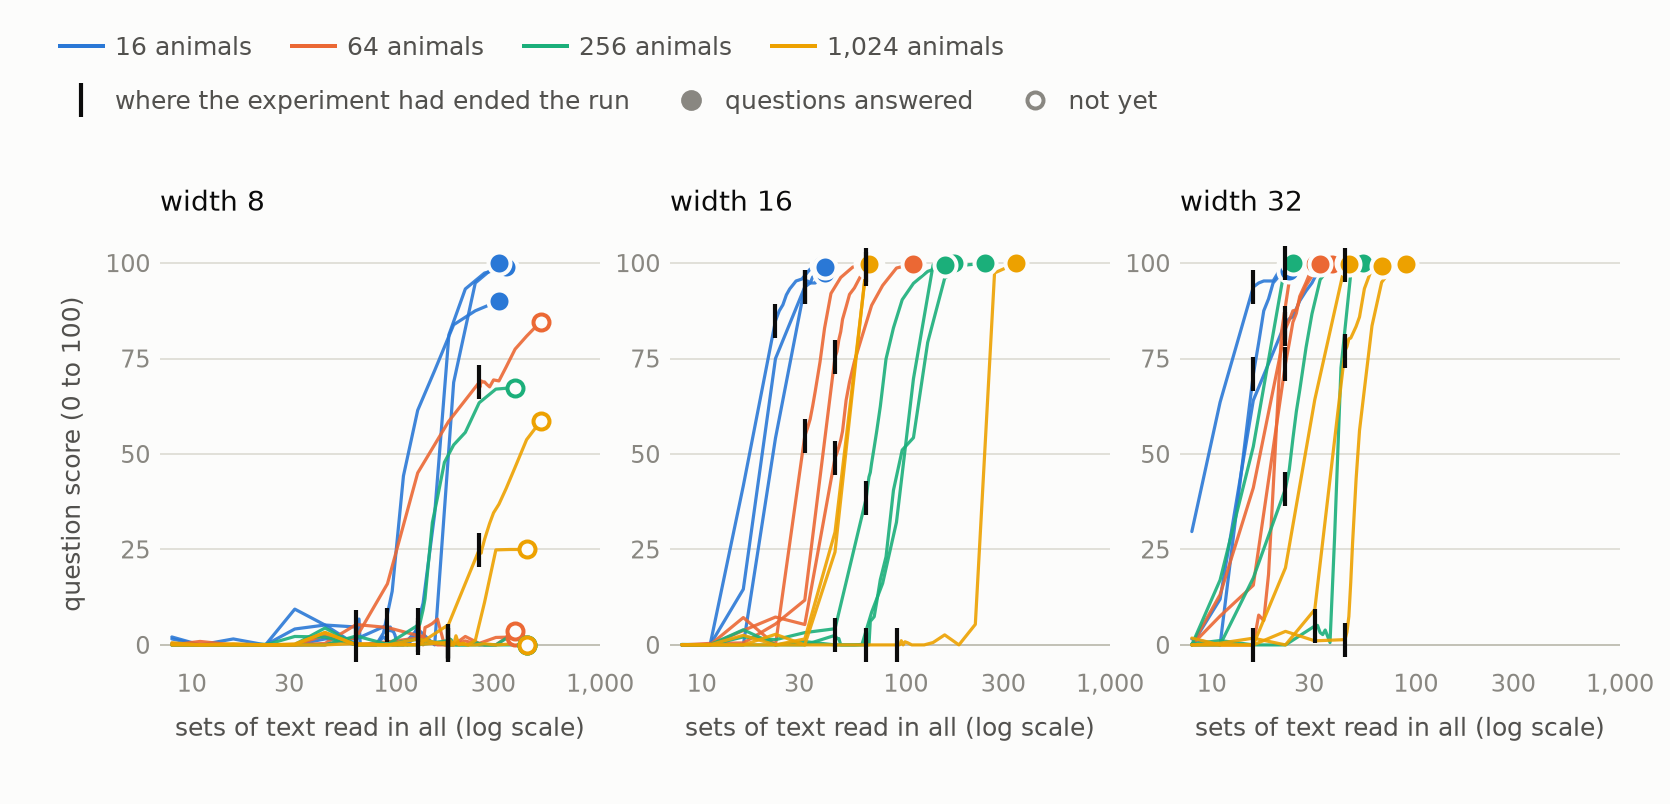 16 animals 64 animals 256 animals 1,024 animals
where the experiment had ended the run questions answered not yet
width 8 width 16 width 32
100 100 100
75 75 75
50 50 50
25 25 25
0 0 0
question score (0 to 100)
10 30 100 300 1,000 10 30 100 300 1,000 10 30 100 300 1,000
sets of text read in all (log scale) sets of text read in all (log scale) sets of text read in all (log scale)